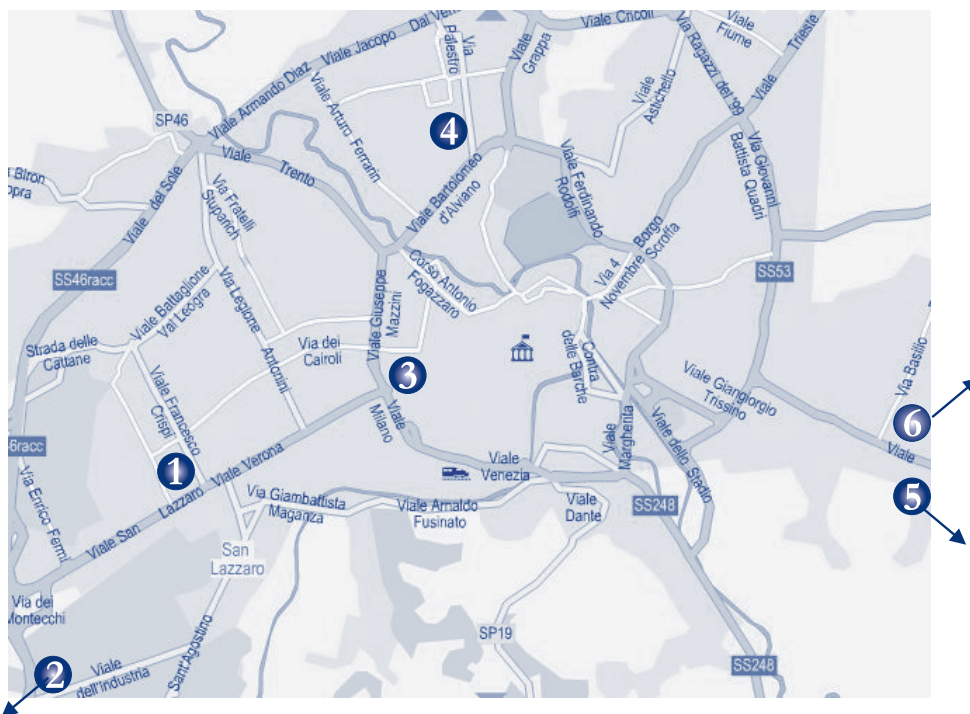 Viale Cricoli
Viale
Fiume
Via Ragazzi del '99
Viale
Trieste
Via
Palestro
Viale
Grappa
Viale Jacopo
Viale Armando Diaz
SP46
4
Viale
Astichello
Viale
Trento
Viale Arturo Ferrarin
Viale Bartolomeo
d'Alviano
Viale Ferdinando
Rodolfi
Via Giovanni
Battista Quadri
Biron
Viale del Sole
Via Fratelli
Stuparich
Borgo
Scroffa
Via 4
Novembre
SS53
SS46racc
Corso Antonio
Fogazzaro
Viale Battaglione
Val Leogra
Via Legione
Antonini
Viale Giuseppe
Mazzini
Strada delle
Cattane
Via dei
Cairoli
Contra
delle Barche
Via Basilio
3
Viale Giangiorgio
Trissino
Viale Francesco
Crispi
Viale
Milano
6
Viale
Margherita
Viale dello Stadio
Viale
1
Viale Verona
Viale
Venezia
5
Via Enrico Fermi
Viale San
Lazzaro
Via Giambattista
Maganza
Viale Arnaldo
Fusinato
Viale
Dante
SS248
San
Lazzaro
Via dei
Montecchi
SP19
2
Viale
dell'industria
Sant'Agostino
SS248